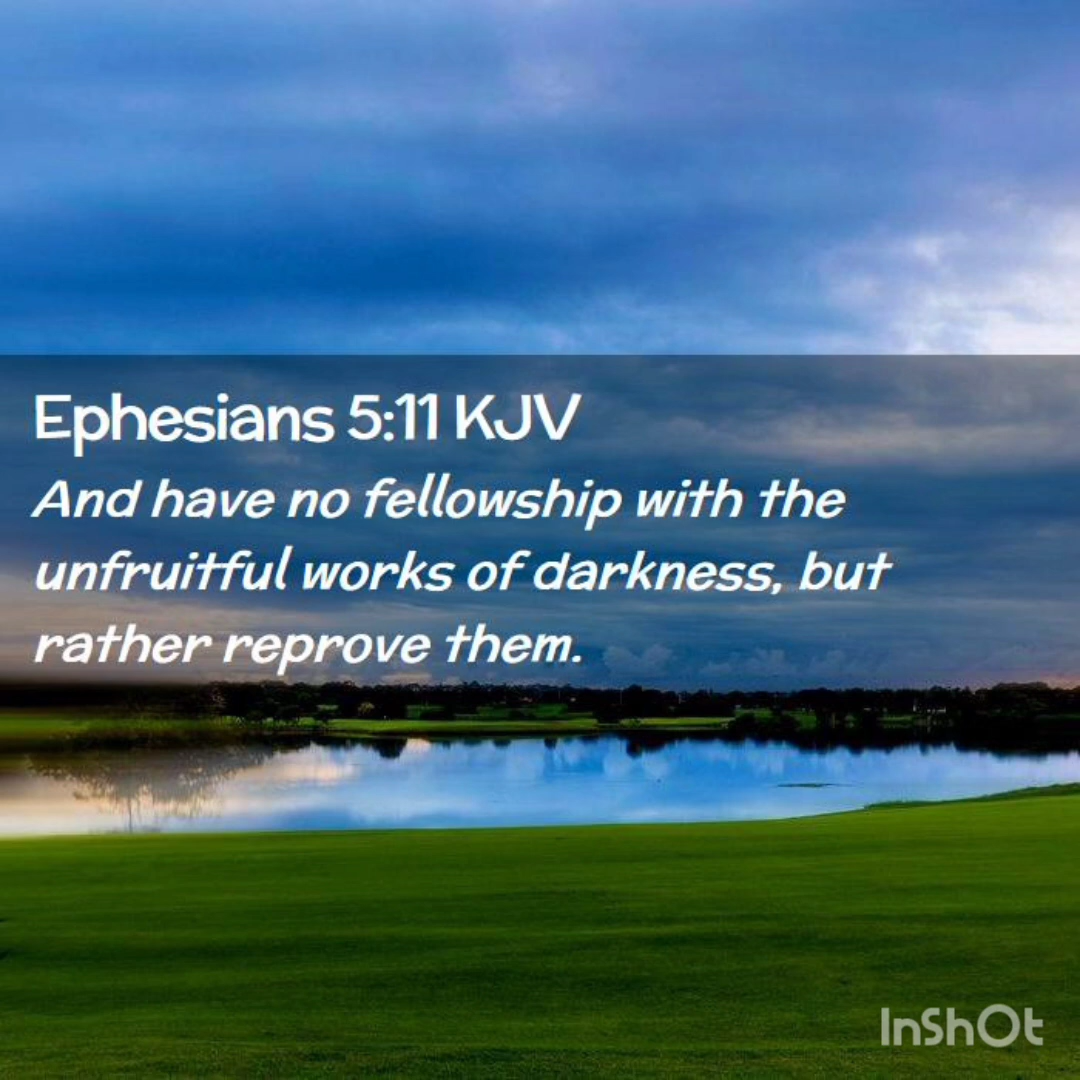 Ephesians 5:11 KJV
And have no fellowship with the
unfruitful works of darkness, but
rather reprove them.
InShOt